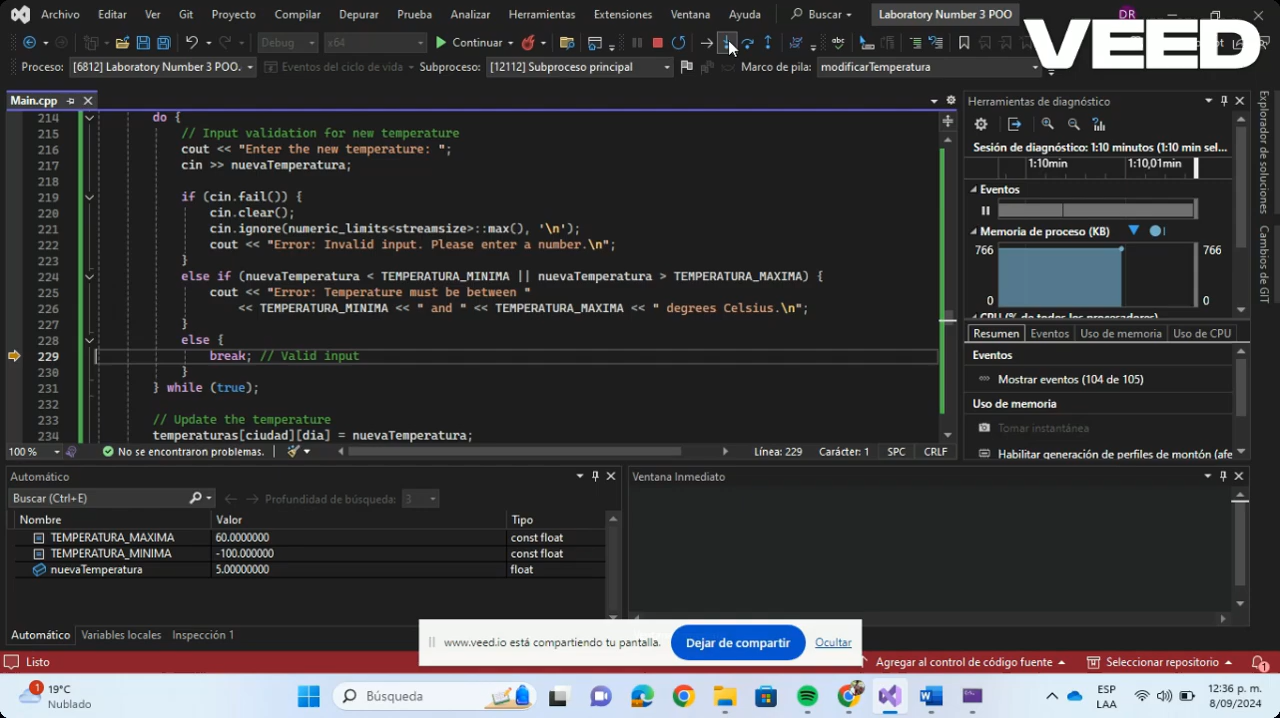 Archivo Editar Ver Git Proyecto Compilar Depurar Prueba Analizar Herramientas Extensiones Ventana Ayuda Buscar Laboratory Number 3 POO DR
VEED
Debug x64 Continuar
Proceso: [6812] Laboratory Number 3 POO. Eventos del ciclo de vida Subproceso: [12112] Subproceso principal Marco de pila: modificarTemperatura
Main.cpp
214 do {
215 // Input validation for new temperature
216 cout << "Enter the new temperature: ";
217 cin >> nuevaTemperatura;
218
219 if (cin.fail()) {
220 cin.clear();
221 cin.ignore(numeric_limits<streamsize>::max(), '\n');
222 cout << "Error: Invalid input. Please enter a number.\n";
223 }
224 else if (nuevaTemperatura < TEMPERATURA_MINIMA || nuevaTemperatura > TEMPERATURA_MAXIMA) {
225 cout << "Error: Temperature must be between "
226 << TEMPERATURA_MINIMA << " and " << TEMPERATURA_MAXIMA << " degrees Celsius.\n";
227 }
228 else {
229 break; // Valid input
230 }
231 } while (true);
232
233 // Update the temperature
234 temperaturas[ciudad][dia] = nuevaTemperatura;
100 % No se encontraron problemas. Línea: 229 Carácter: 1 SPC CRLF
Herramientas de diagnóstico
Sesión de diagnóstico: 1:10 minutos (1:10 min sel...
1:10min 1:10,01min
Eventos
Memoria de proceso (KB)
766 766
0 0
CPU (% de todos los procesadores)
Resumen Eventos Uso de memoria Uso de CPU
Eventos
Mostrar eventos (104 de 105)
Uso de memoria
Tomar instantánea
Habilitar generación de perfiles de montón (afe
Explorador de soluciones
Cambios de GIT
Automático
Buscar (Ctrl+E) Profundidad de búsqueda: 3
Nombre Valor Tipo
TEMPERATURA_MAXIMA 60.0000000 const float
TEMPERATURA_MINIMA -100.000000 const float
nuevaTemperatura 5.00000000 float
Automático Variables locales Inspección 1
Ventana Inmediato
www.veed.io está compartiendo tu pantalla. Dejar de compartir Ocultar
Listo Agregar al control de código fuente Seleccionar repositorio 1
1 19°C
Nublado
Búsqueda
ESP
LAA
12:36 p. m.
8/09/2024